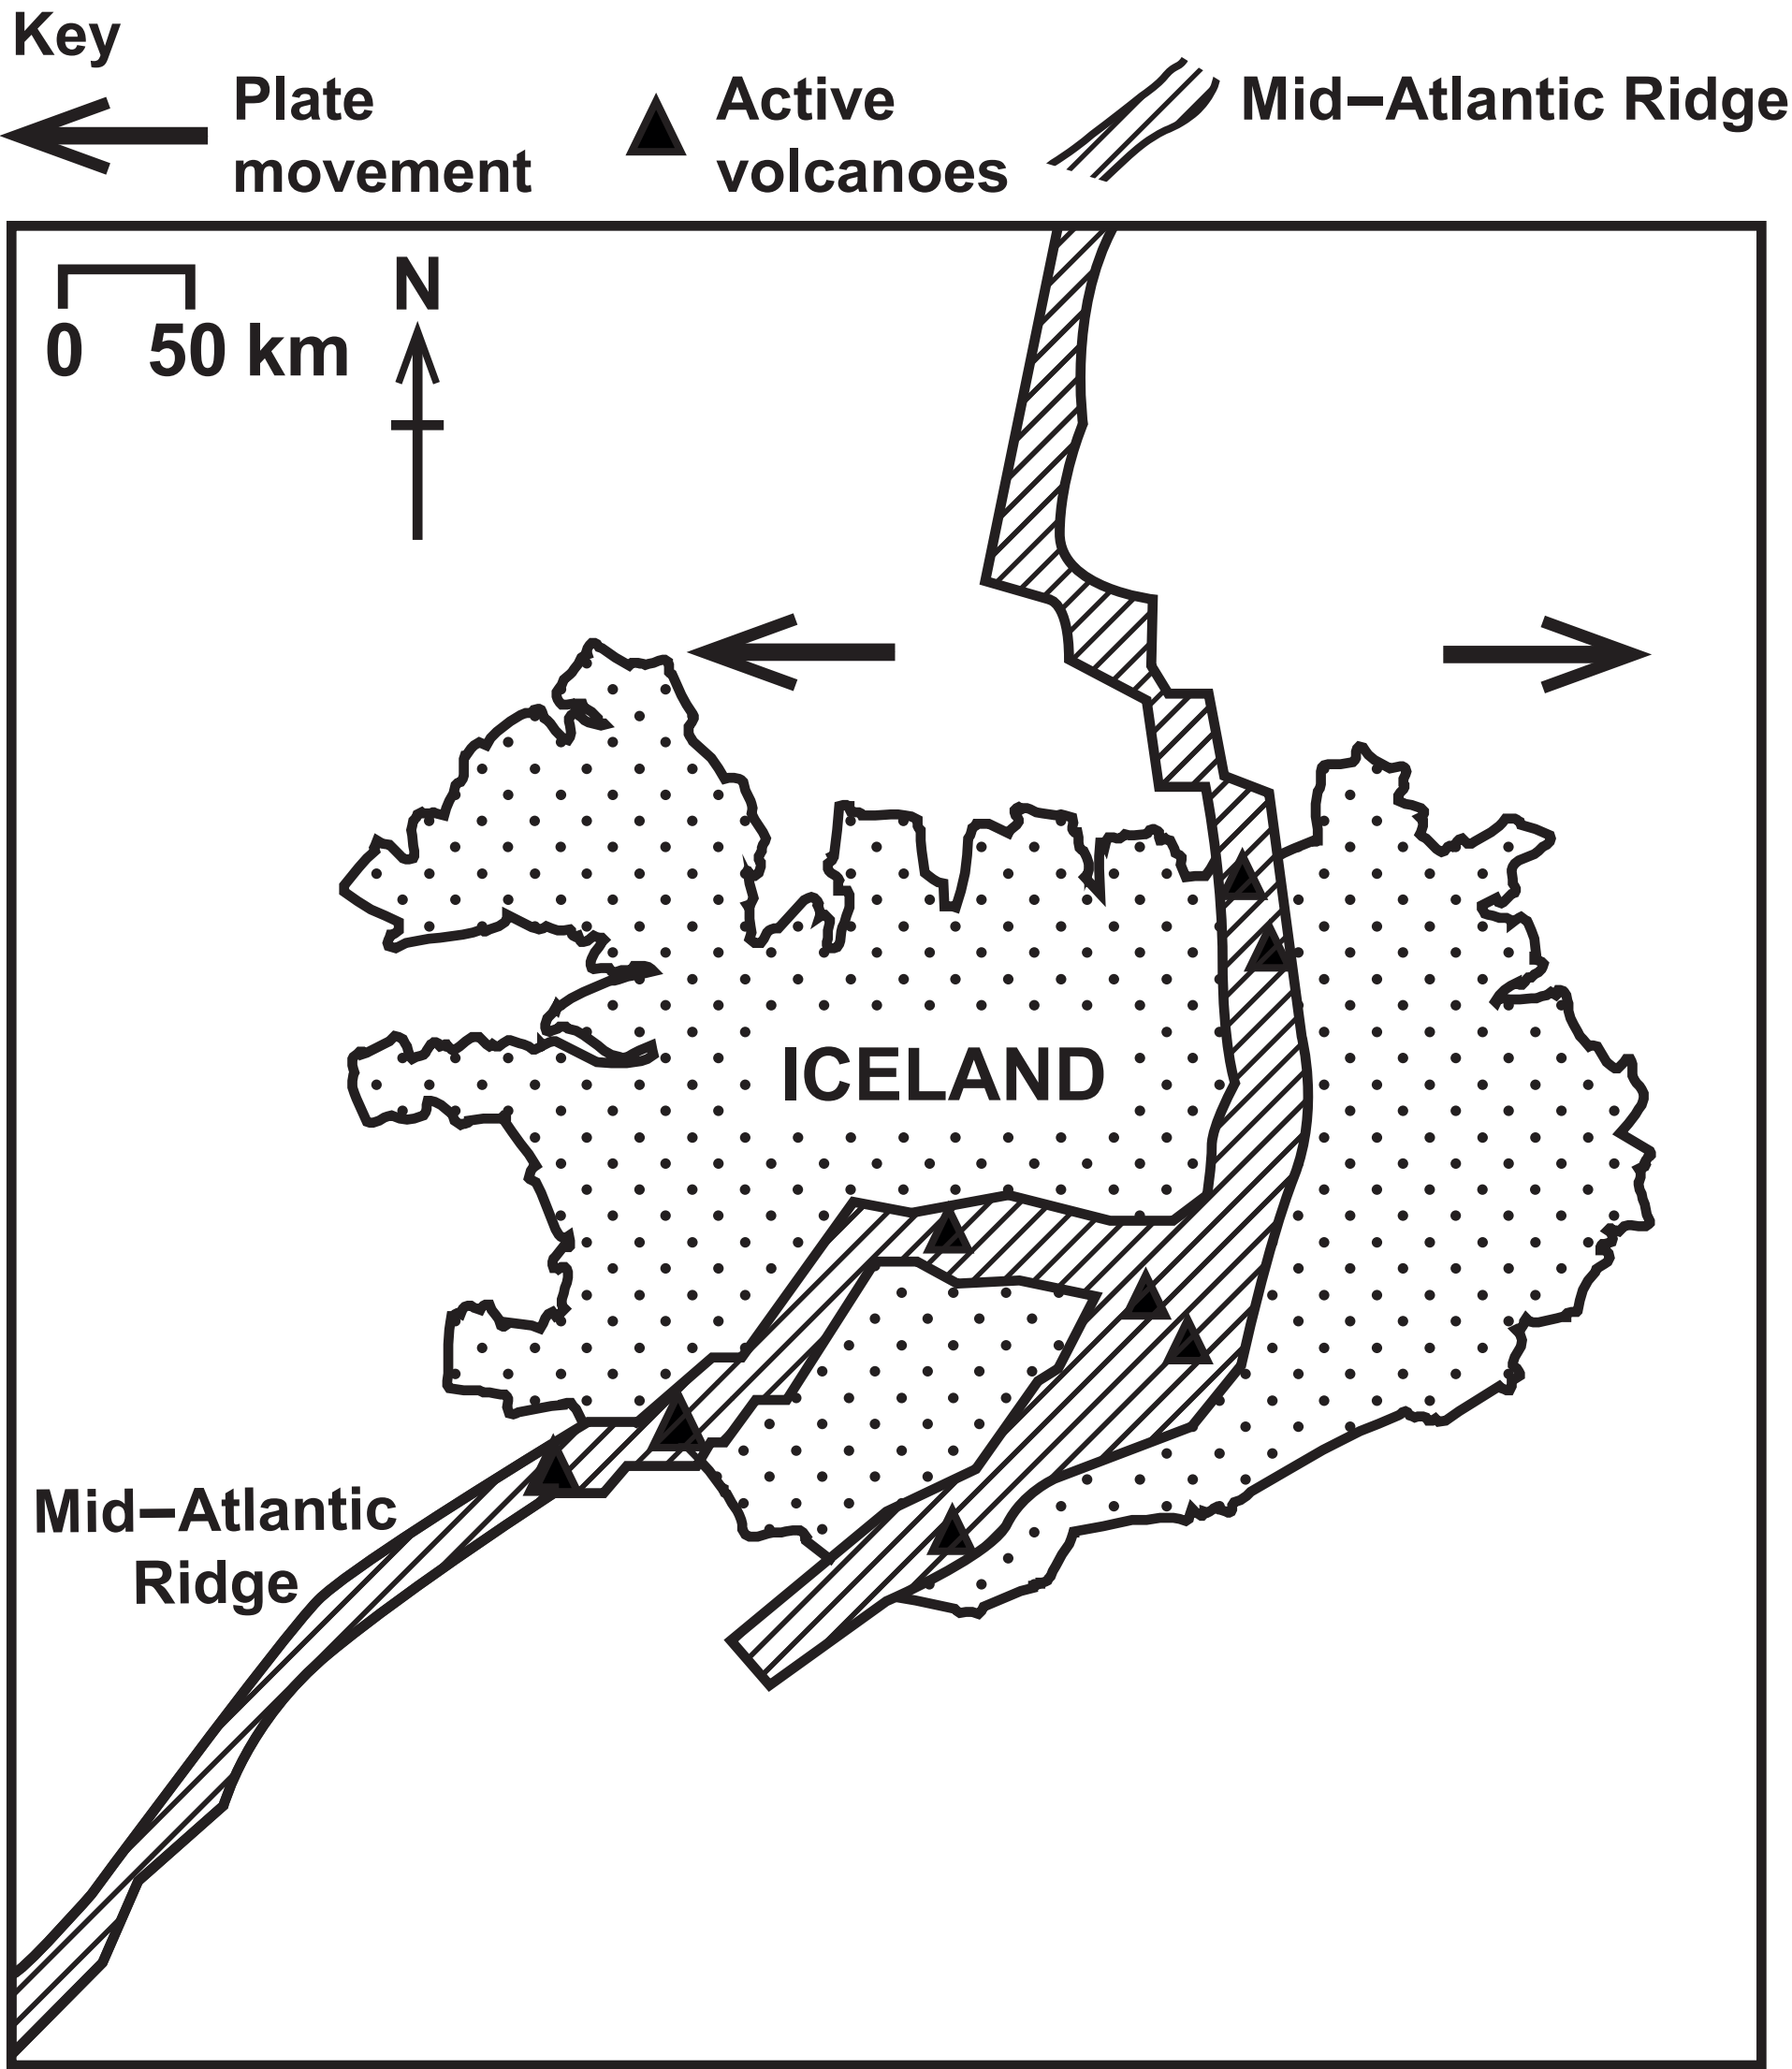 Key
Plate
movement
Active
volcanoes
Mid–Atlantic Ridge
N
0 50 km
ICELAND
Mid–Atlantic
Ridge